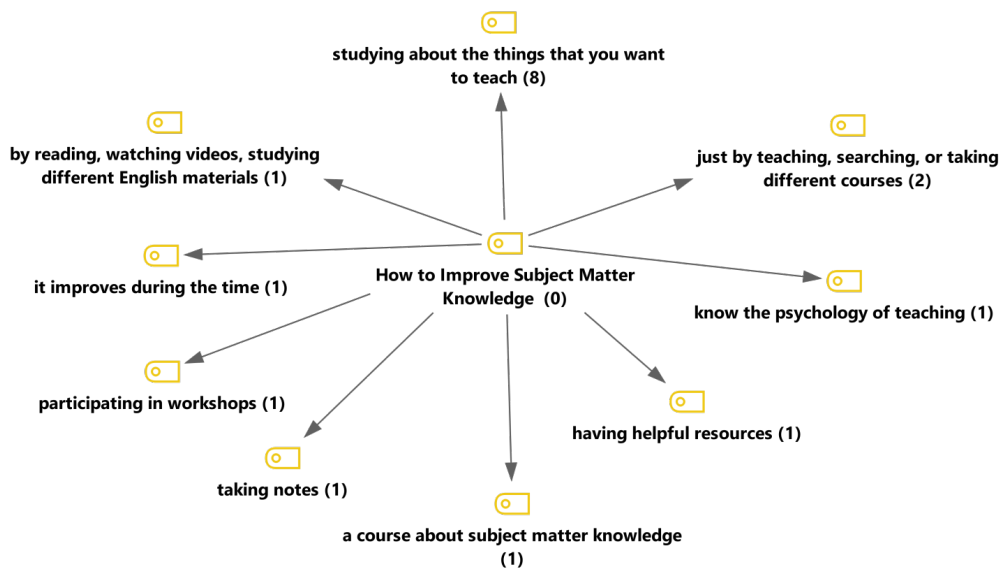 studying about the things that you want
to teach (8)
by reading, watching videos, studying
different English materials (1)
just by teaching, searching, or taking
different courses (2)
it improves during the time (1)
How to Improve Subject Matter
Knowledge (0)
know the psychology of teaching (1)
participating in workshops (1)
having helpful resources (1)
taking notes (1)
a course about subject matter knowledge
(1)